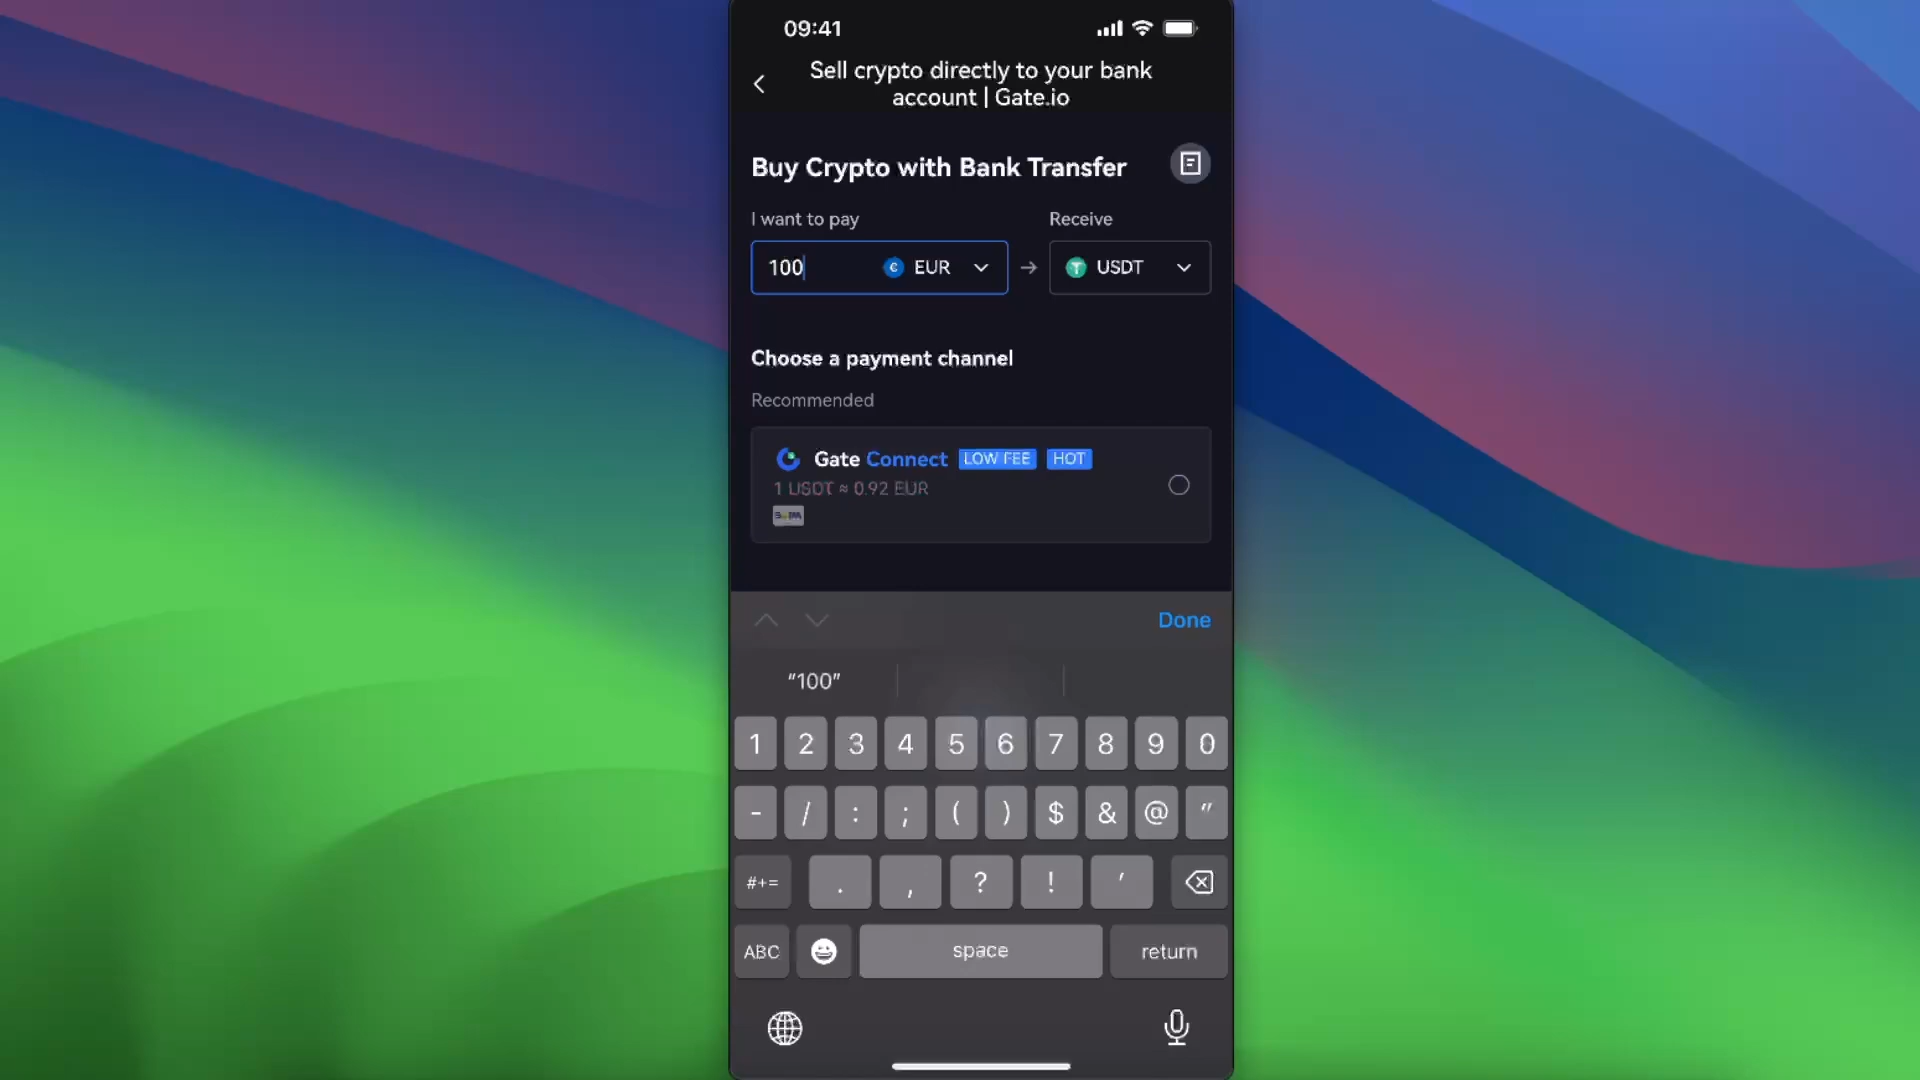 09:41
Sell crypto directly to your bank
account | Gate.io
Buy Crypto with Bank Transfer
I want to pay
Receive
100 EUR
USDT
Choose a payment channel
Recommended
Gate Connect LOW FEE HOT
1 USDT ≈ 0.92 EUR
Done
"100"
1 2 3 4 5 6 7 8 9 0
- / : ; ( ) $ & @ "
#+= . , ? ! '
ABC space return